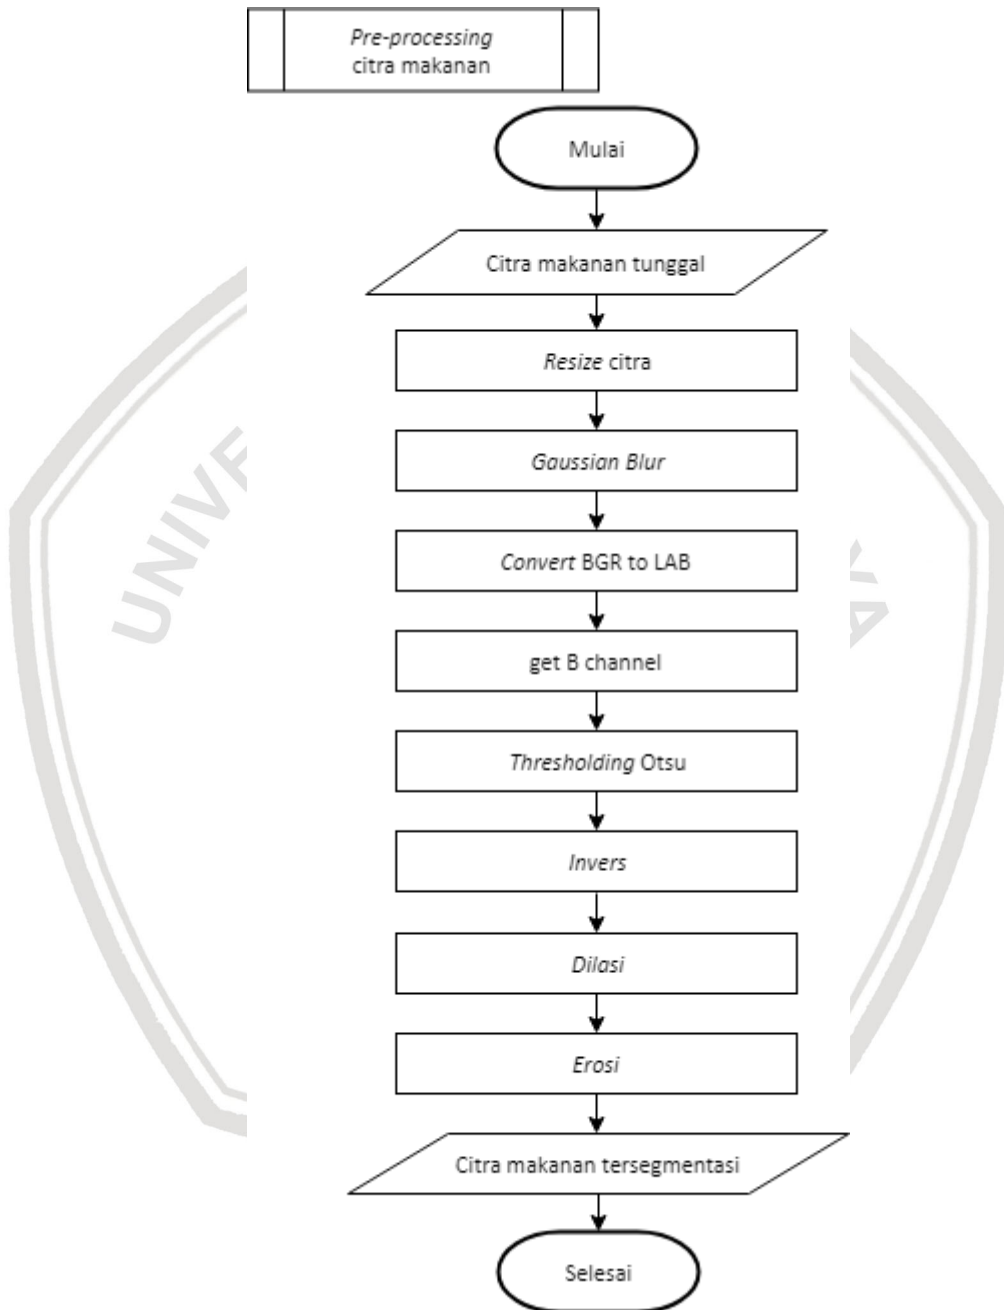 Pre-processing
citra makanan
Mulai
Citra makanan tunggal
Resize citra
Gaussian Blur
Convert BGR to LAB
get B channel
Thresholding Otsu
Invers
Dilasi
Erosi
Citra makanan tersegmentasi
Selesai